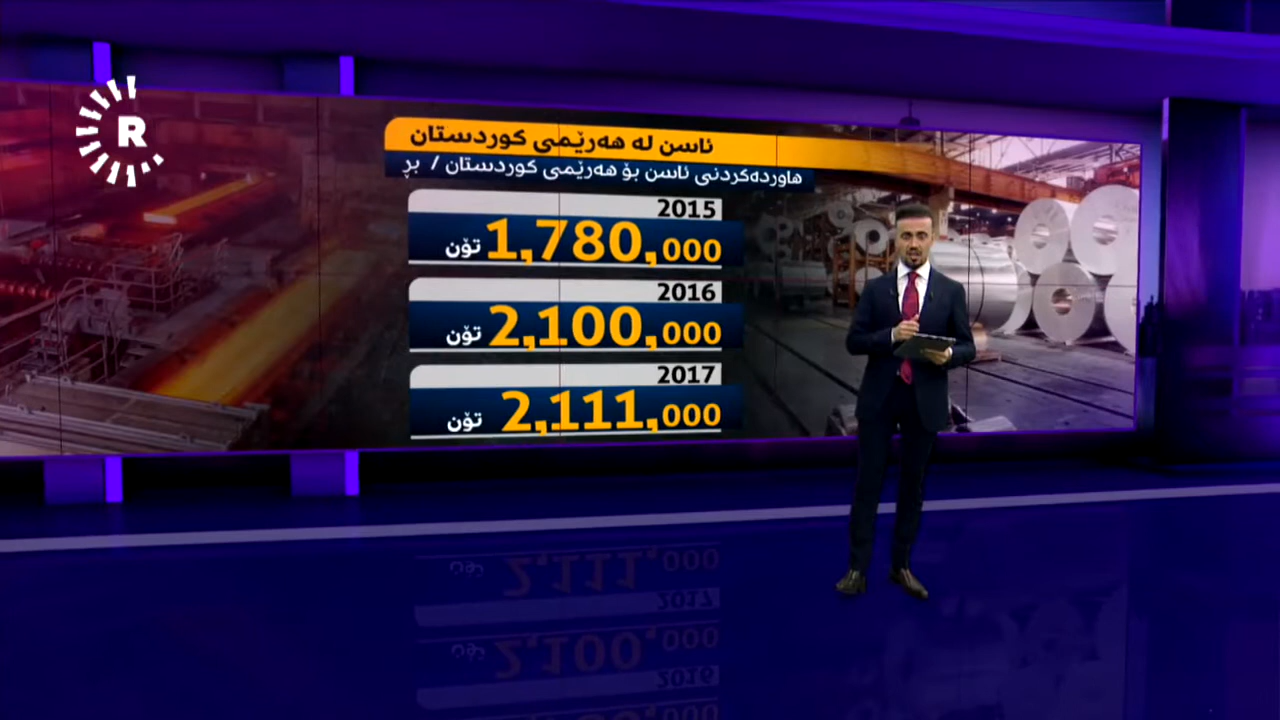 R
ئاسن لە هەرێمی کوردستان
هاوردەکردنی ئاسن بۆ هەرێمی کوردستان / بڕ
2015
1,780,000 تۆن
2016
2,100,000 تۆن
2017
2,111,000 تۆن